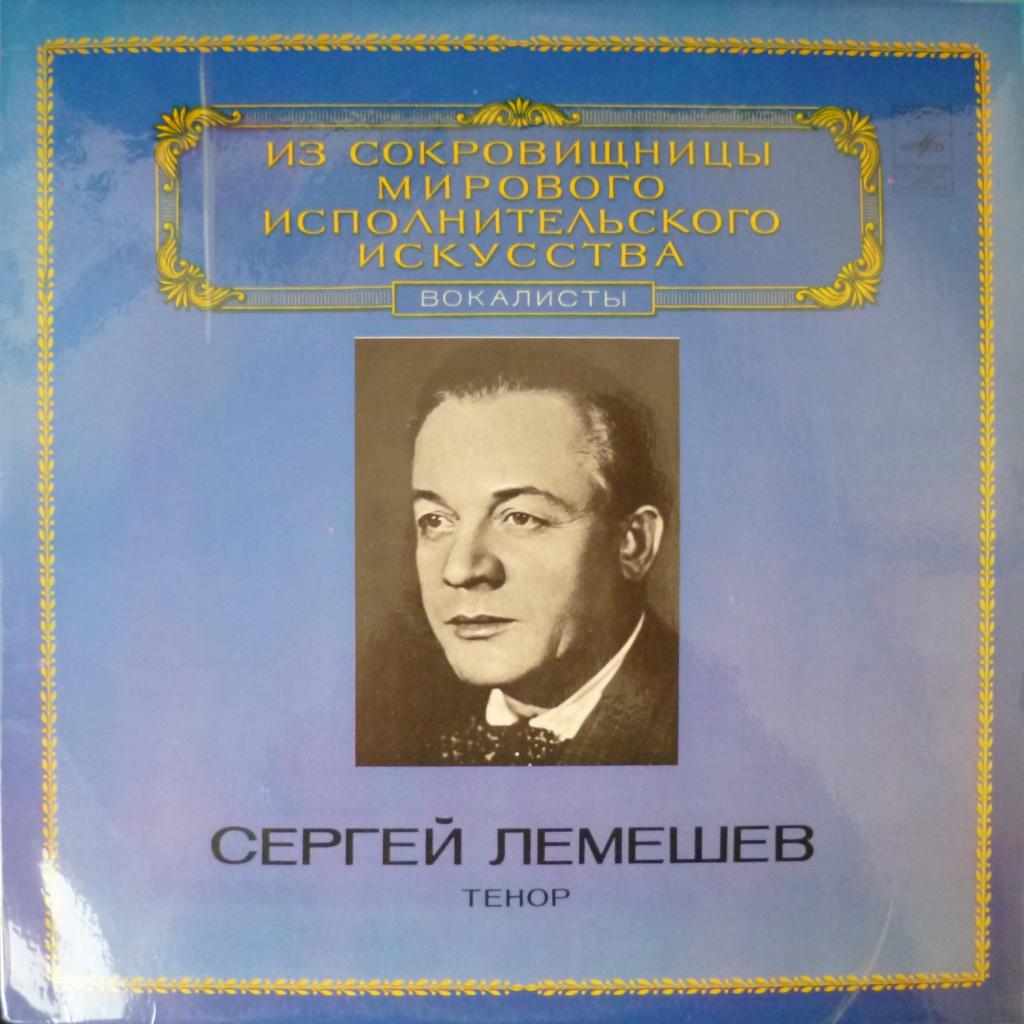 ИЗ СОКРОВИЩНИЦЫ
МИРОВОГО
ИСПОЛНИТЕЛЬСКОГО
ИСКУССТВА
ВОКАЛИСТЫ
СЕРГЕЙ ЛЕМЕШЕВ
ТЕНОР